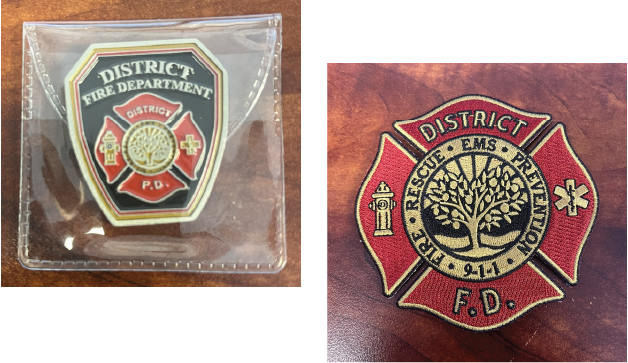 DISTRICT
FIRE DEPARTMENT
DISTRICT
P.D.
DISTRICT
FIRE • RESCUE • EMS • PREVENTION
• 9-1-1 •
F.D.